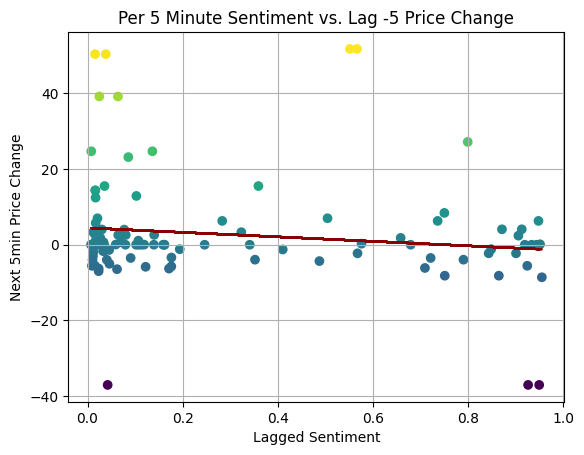 Per 5 Minute Sentiment vs. Lag -5 Price Change
Next 5min Price Change
40
20
0
−20
−40
0.0 0.2 0.4 0.6 0.8 1.0
Lagged Sentiment